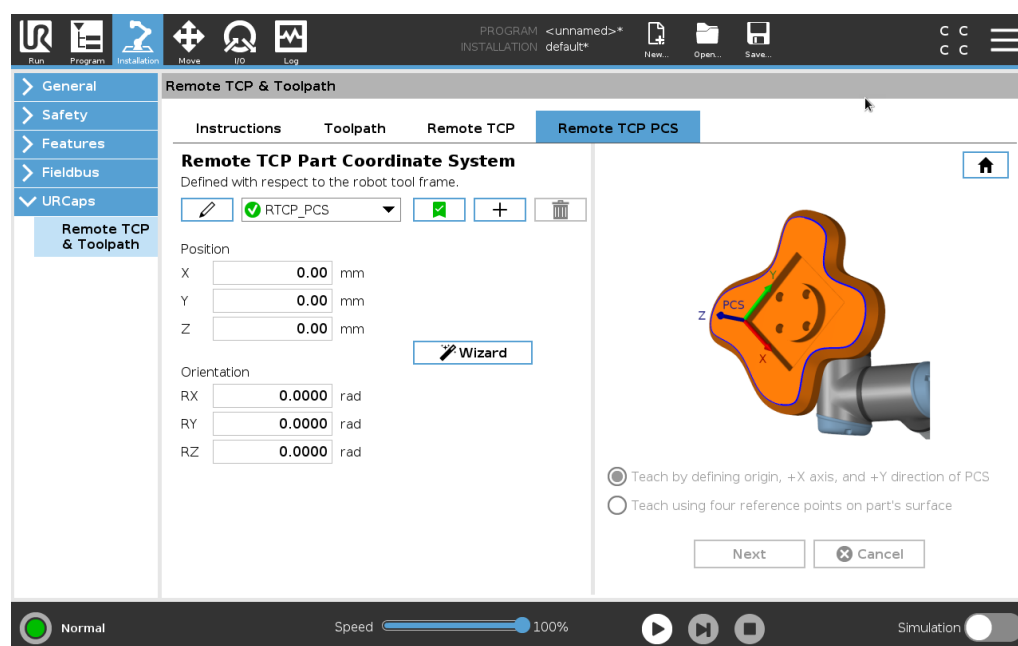 PROGRAM <unnamed>*
INSTALLATION default*
UR
Run Program Installation Move I/O Log New... Open... Save...
C C
C C
General
Safety
Features
Fieldbus
URCaps
Remote TCP
& Toolpath
Remote TCP & Toolpath
Instructions Toolpath Remote TCP Remote TCP PCS
Remote TCP Part Coordinate System
Defined with respect to the robot tool frame.
RTCP_PCS
Position
X 0.00 mm
Y 0.00 mm
Z 0.00 mm
Wizard
Orientation
RX 0.0000 rad
RY 0.0000 rad
RZ 0.0000 rad
Y
PCS
Z
X
Teach by defining origin, +X axis, and +Y direction of PCS
Teach using four reference points on part's surface
Next Cancel
Normal Speed 100% Simulation